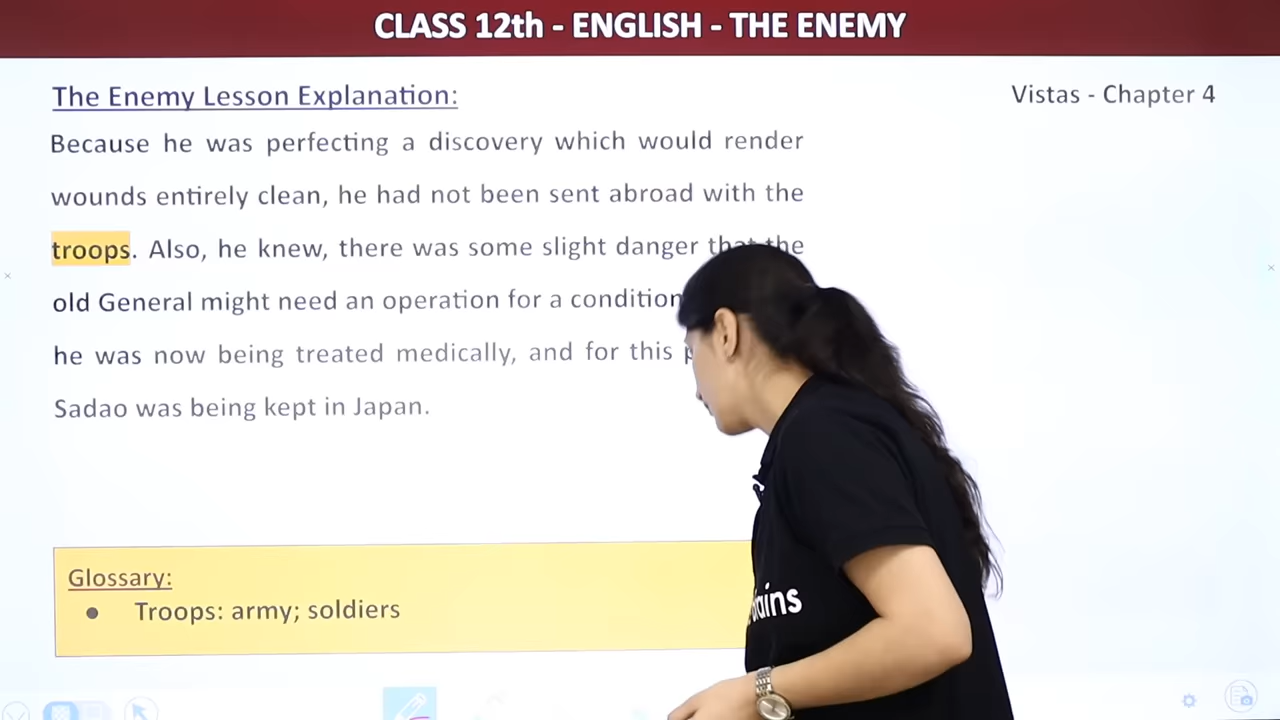 CLASS 12th - ENGLISH - THE ENEMY
The Enemy Lesson Explanation:
Vistas - Chapter 4
Because he was perfecting a discovery which would render
wounds entirely clean, he had not been sent abroad with the
troops. Also, he knew, there was some slight danger that the
old General might need an operation for a condition
he was now being treated medically, and for this
Sadao was being kept in Japan.
Glossary:
● Troops: army; soldiers